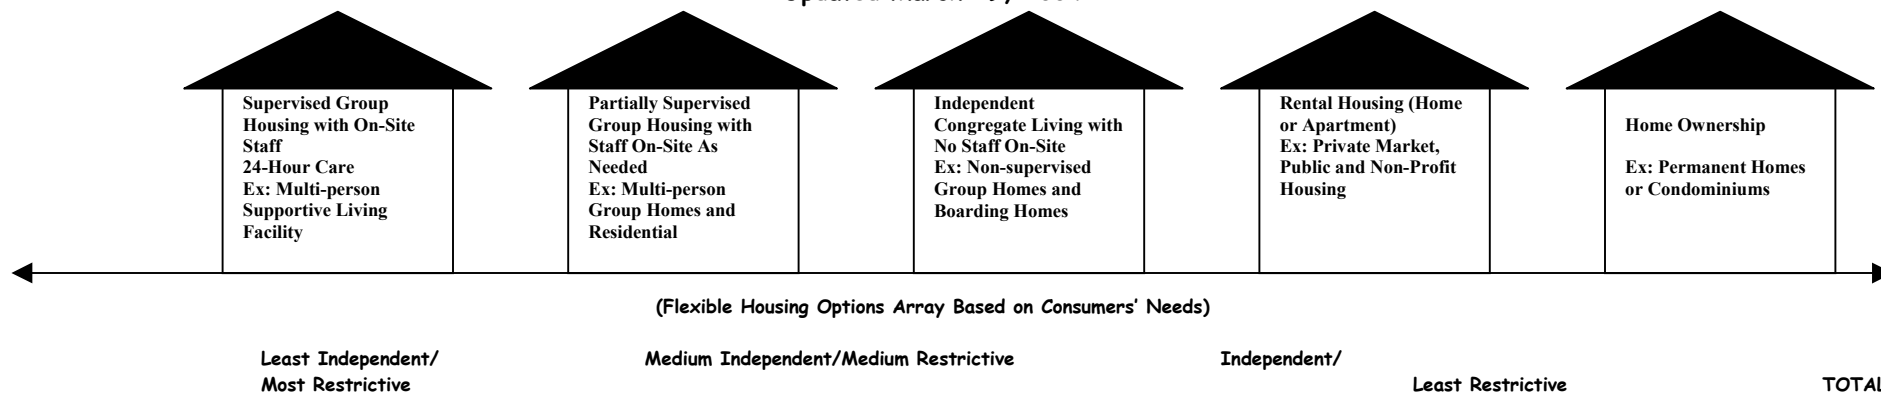 Supervised Group
Housing with On-Site
Staff
24-Hour Care
Ex: Multi-person
Supportive Living
Facility
Partially Supervised
Group Housing with
Staff On-Site As
Needed
Ex: Multi-person
Group Homes and
Residential
Independent
Congregate Living with
No Staff On-Site
Ex: Non-supervised
Group Homes and
Boarding Homes
Rental Housing (Home
or Apartment)
Ex: Private Market,
Public and Non-Profit
Housing
Home Ownership
Ex: Permanent Homes
or Condominiums
(Flexible Housing Options Array Based on Consumers' Needs)
Least Independent/
Most Restrictive
Medium Independent/Medium Restrictive
Independent/
Least Restrictive
TOTAL